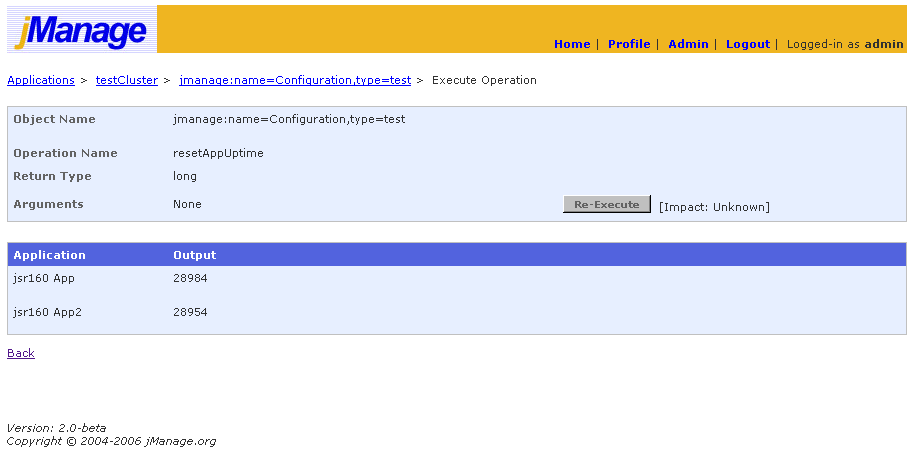 jManage
Home | Profile | Admin | Logout | Logged-in as admin
Applications > testCluster > jmanage:name=Configuration,type=test > Execute Operation
Object Name jmanage:name=Configuration,type=test
Operation Name resetAppUptime
Return Type long
Arguments None Re-Execute [Impact: Unknown]
Application Output
jsr160 App 28984
jsr160 App2 28954
Back
Version: 2.0-beta
Copyright © 2004-2006 jManage.org